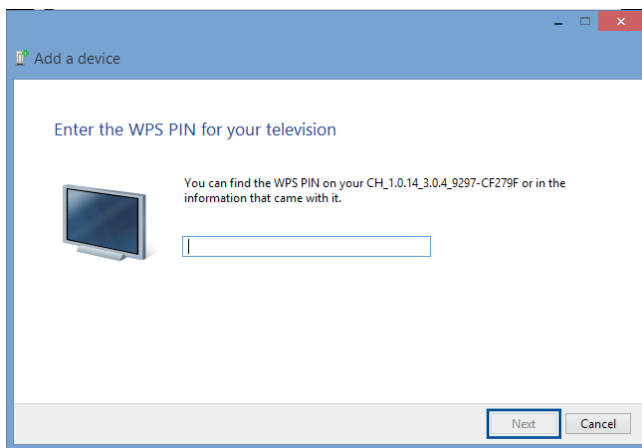 Add a device
Enter the WPS PIN for your television
You can find the WPS PIN on your CH_1.0.14_3.0.4_9297-CF279F or in the
information that came with it.
Next
Cancel